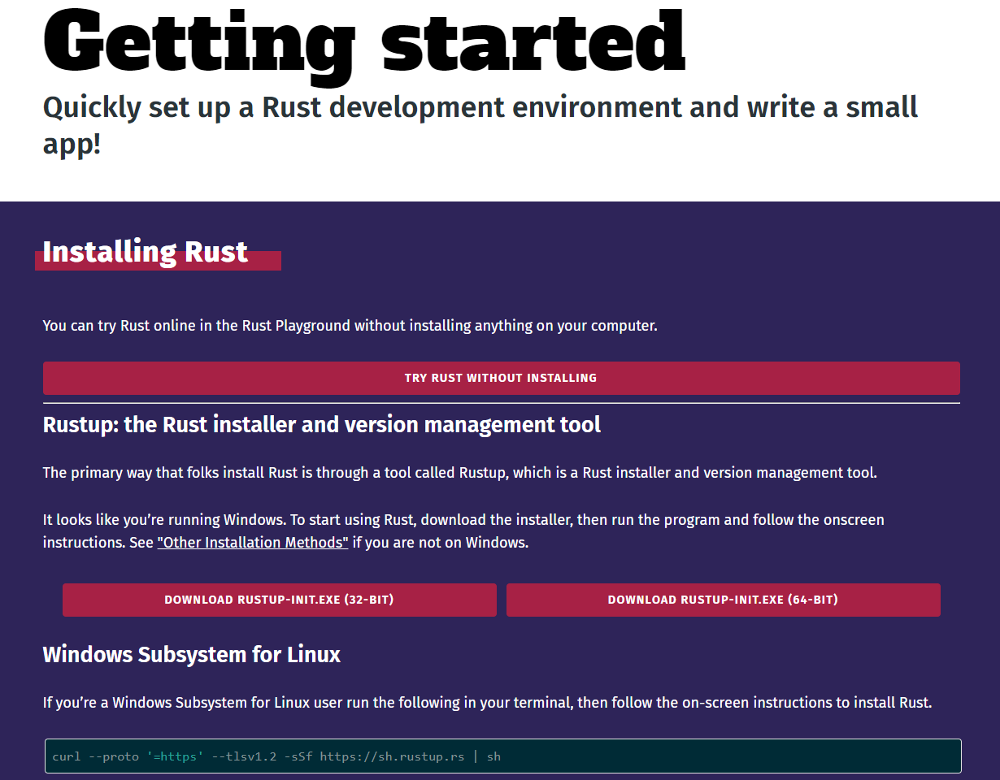 Getting started
Quickly set up a Rust development environment and write a small
app!
Installing Rust
You can try Rust online in the Rust Playground without installing anything on your computer.
TRY RUST WITHOUT INSTALLING
Rustup: the Rust installer and version management tool
The primary way that folks install Rust is through a tool called Rustup, which is a Rust installer and version management tool.
It looks like you’re running Windows. To start using Rust, download the installer, then run the program and follow the onscreen
instructions. See "Other Installation Methods" if you are not on Windows.
DOWNLOAD RUSTUP-INIT.EXE (32-BIT)
DOWNLOAD RUSTUP-INIT.EXE (64-BIT)
Windows Subsystem for Linux
If you’re a Windows Subsystem for Linux user run the following in your terminal, then follow the on-screen instructions to install Rust.
curl --proto '=https' --tlsv1.2 -sSf https://sh.rustup.rs | sh